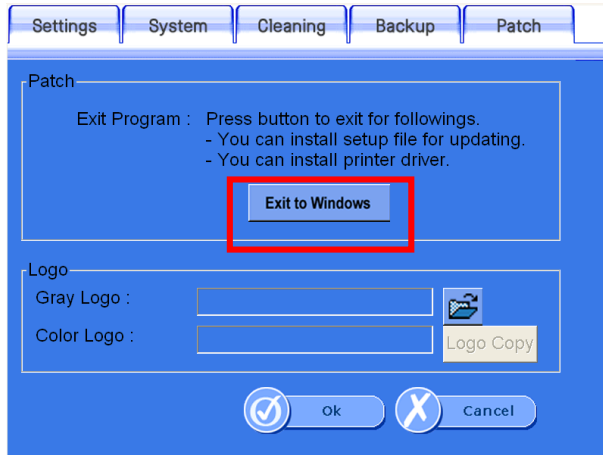 Settings System Cleaning Backup Patch
Patch
Exit Program : Press button to exit for followings.
- You can install setup file for updating.
- You can install printer driver.
Exit to Windows
Logo
Gray Logo :
Color Logo :
Logo Copy
Ok Cancel